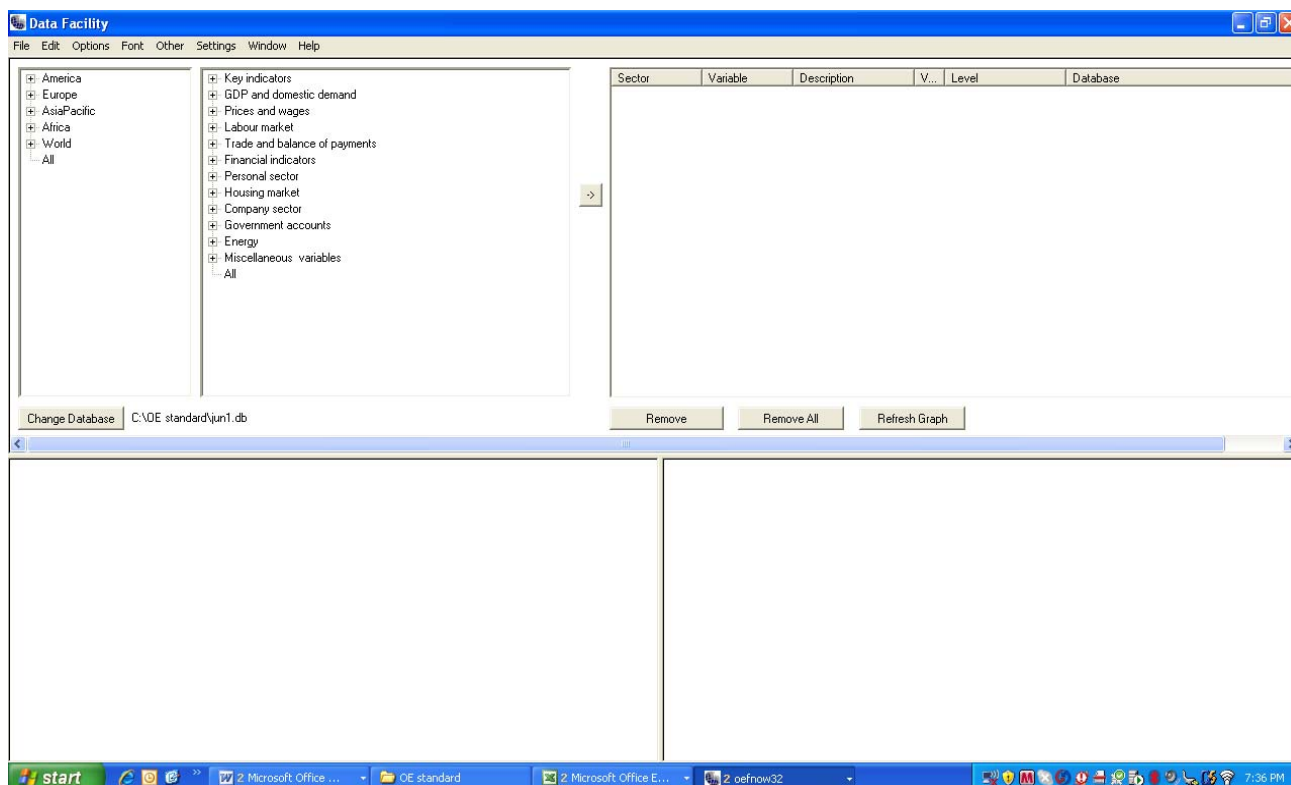 Data Facility
File Edit Options Font Other Settings Window Help
America
Europe
AsiaPacific
Africa
World
All
Key indicators
GDP and domestic demand
Prices and wages
Labour market
Trade and balance of payments
Financial indicators
Personal sector
Housing market
Company sector
Government accounts
Energy
Miscellaneous variables
All
->
Sector Variable Description V... Level Database
Change Database C:\OE standard\jun1.db
Remove Remove All Refresh Graph
start 2 Microsoft Office ... OE standard 2 Microsoft Office E... 2 oefnow32 7:36 PM